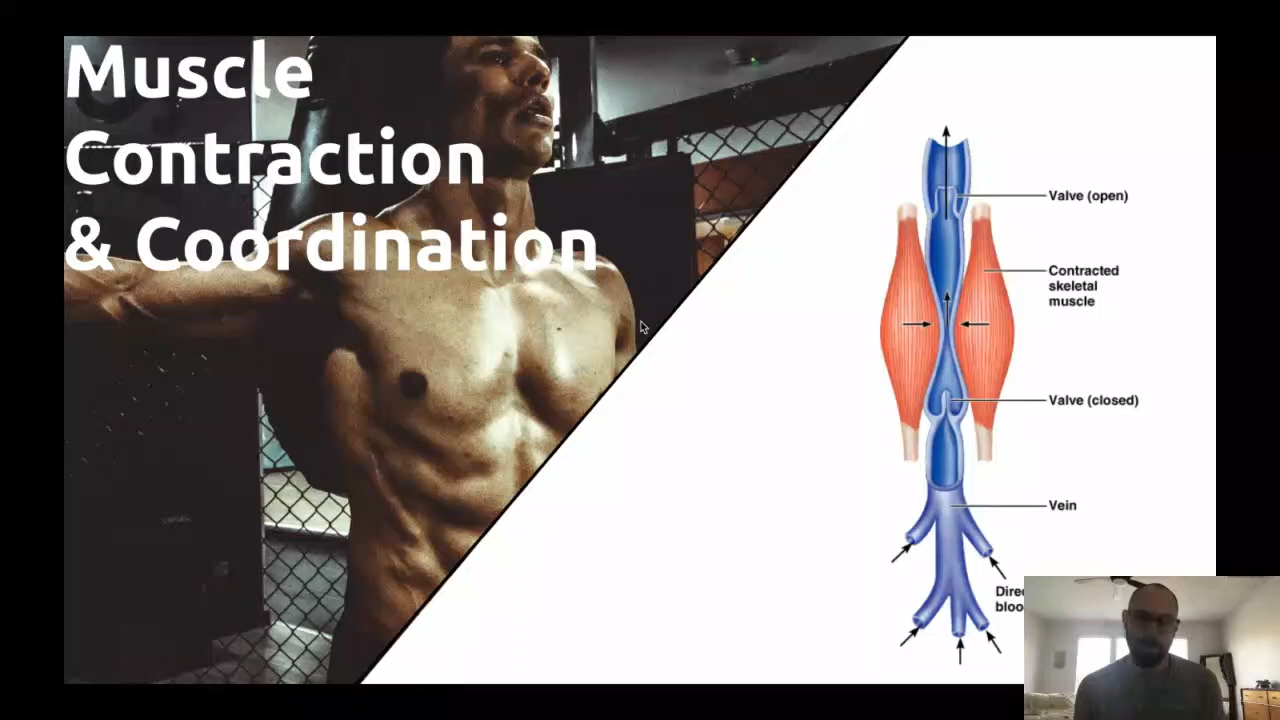 Muscle
Contraction
& Coordination
Valve (open)
Contracted
skeletal
muscle
Valve (closed)
Vein